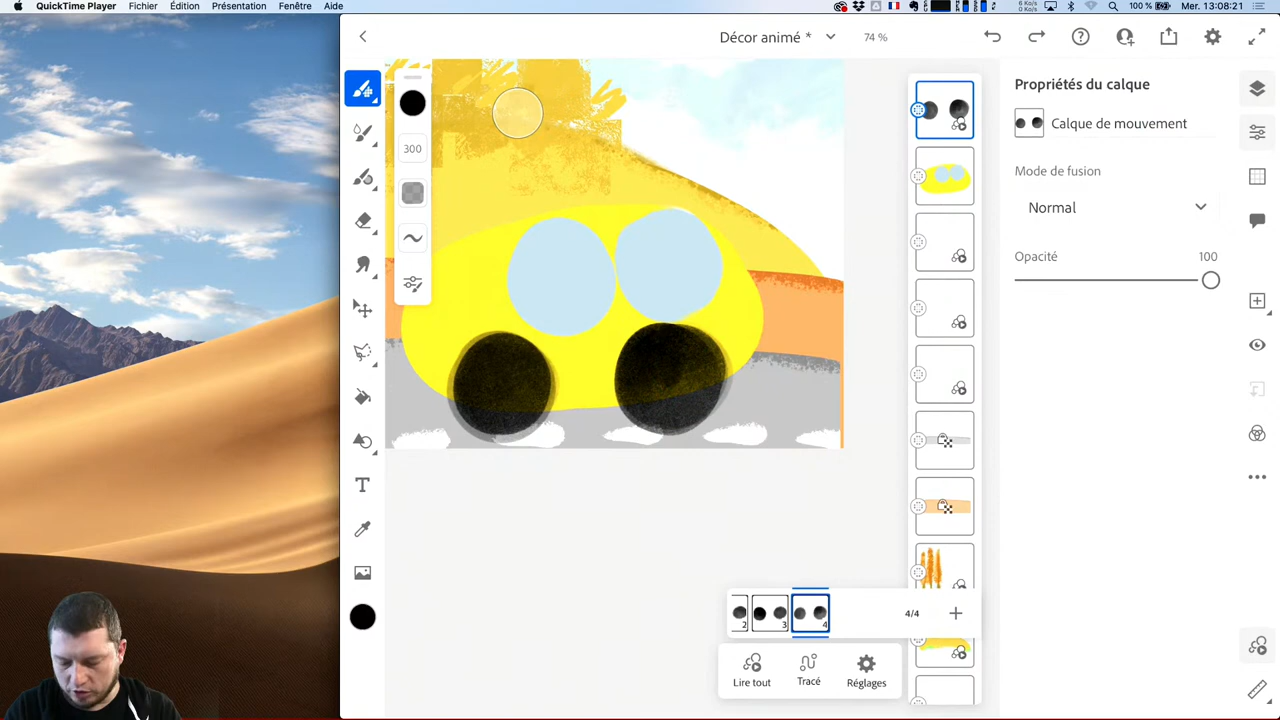 QuickTime Player Fichier Édition Présentation Fenêtre Aide
100 % Mer. 13:08:21
Décor animé * 74 %
300
Propriétés du calque
Calque de mouvement
Mode de fusion
Normal
Opacité 100
2 3 4 4/4
Lire tout Tracé Réglages
T